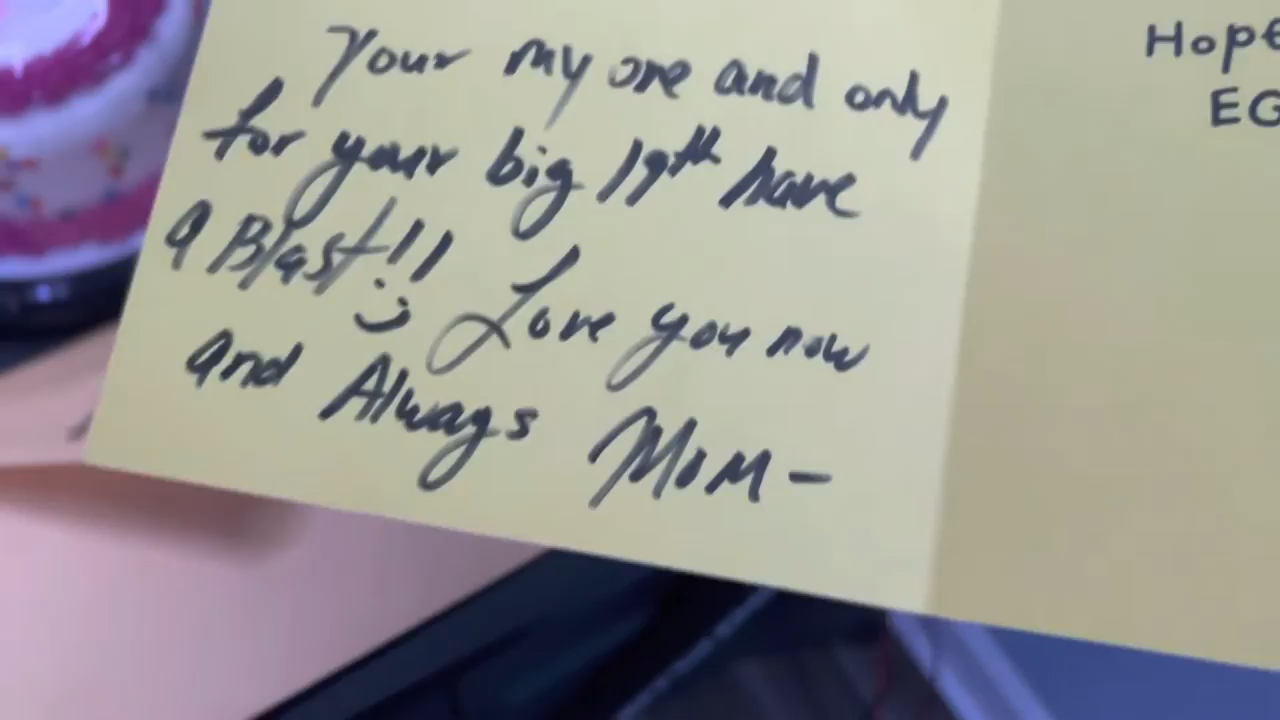 Your my one and only
for your big 19th have
a Blast!! :)
Love you now
and Always Mom-
Hope
EG